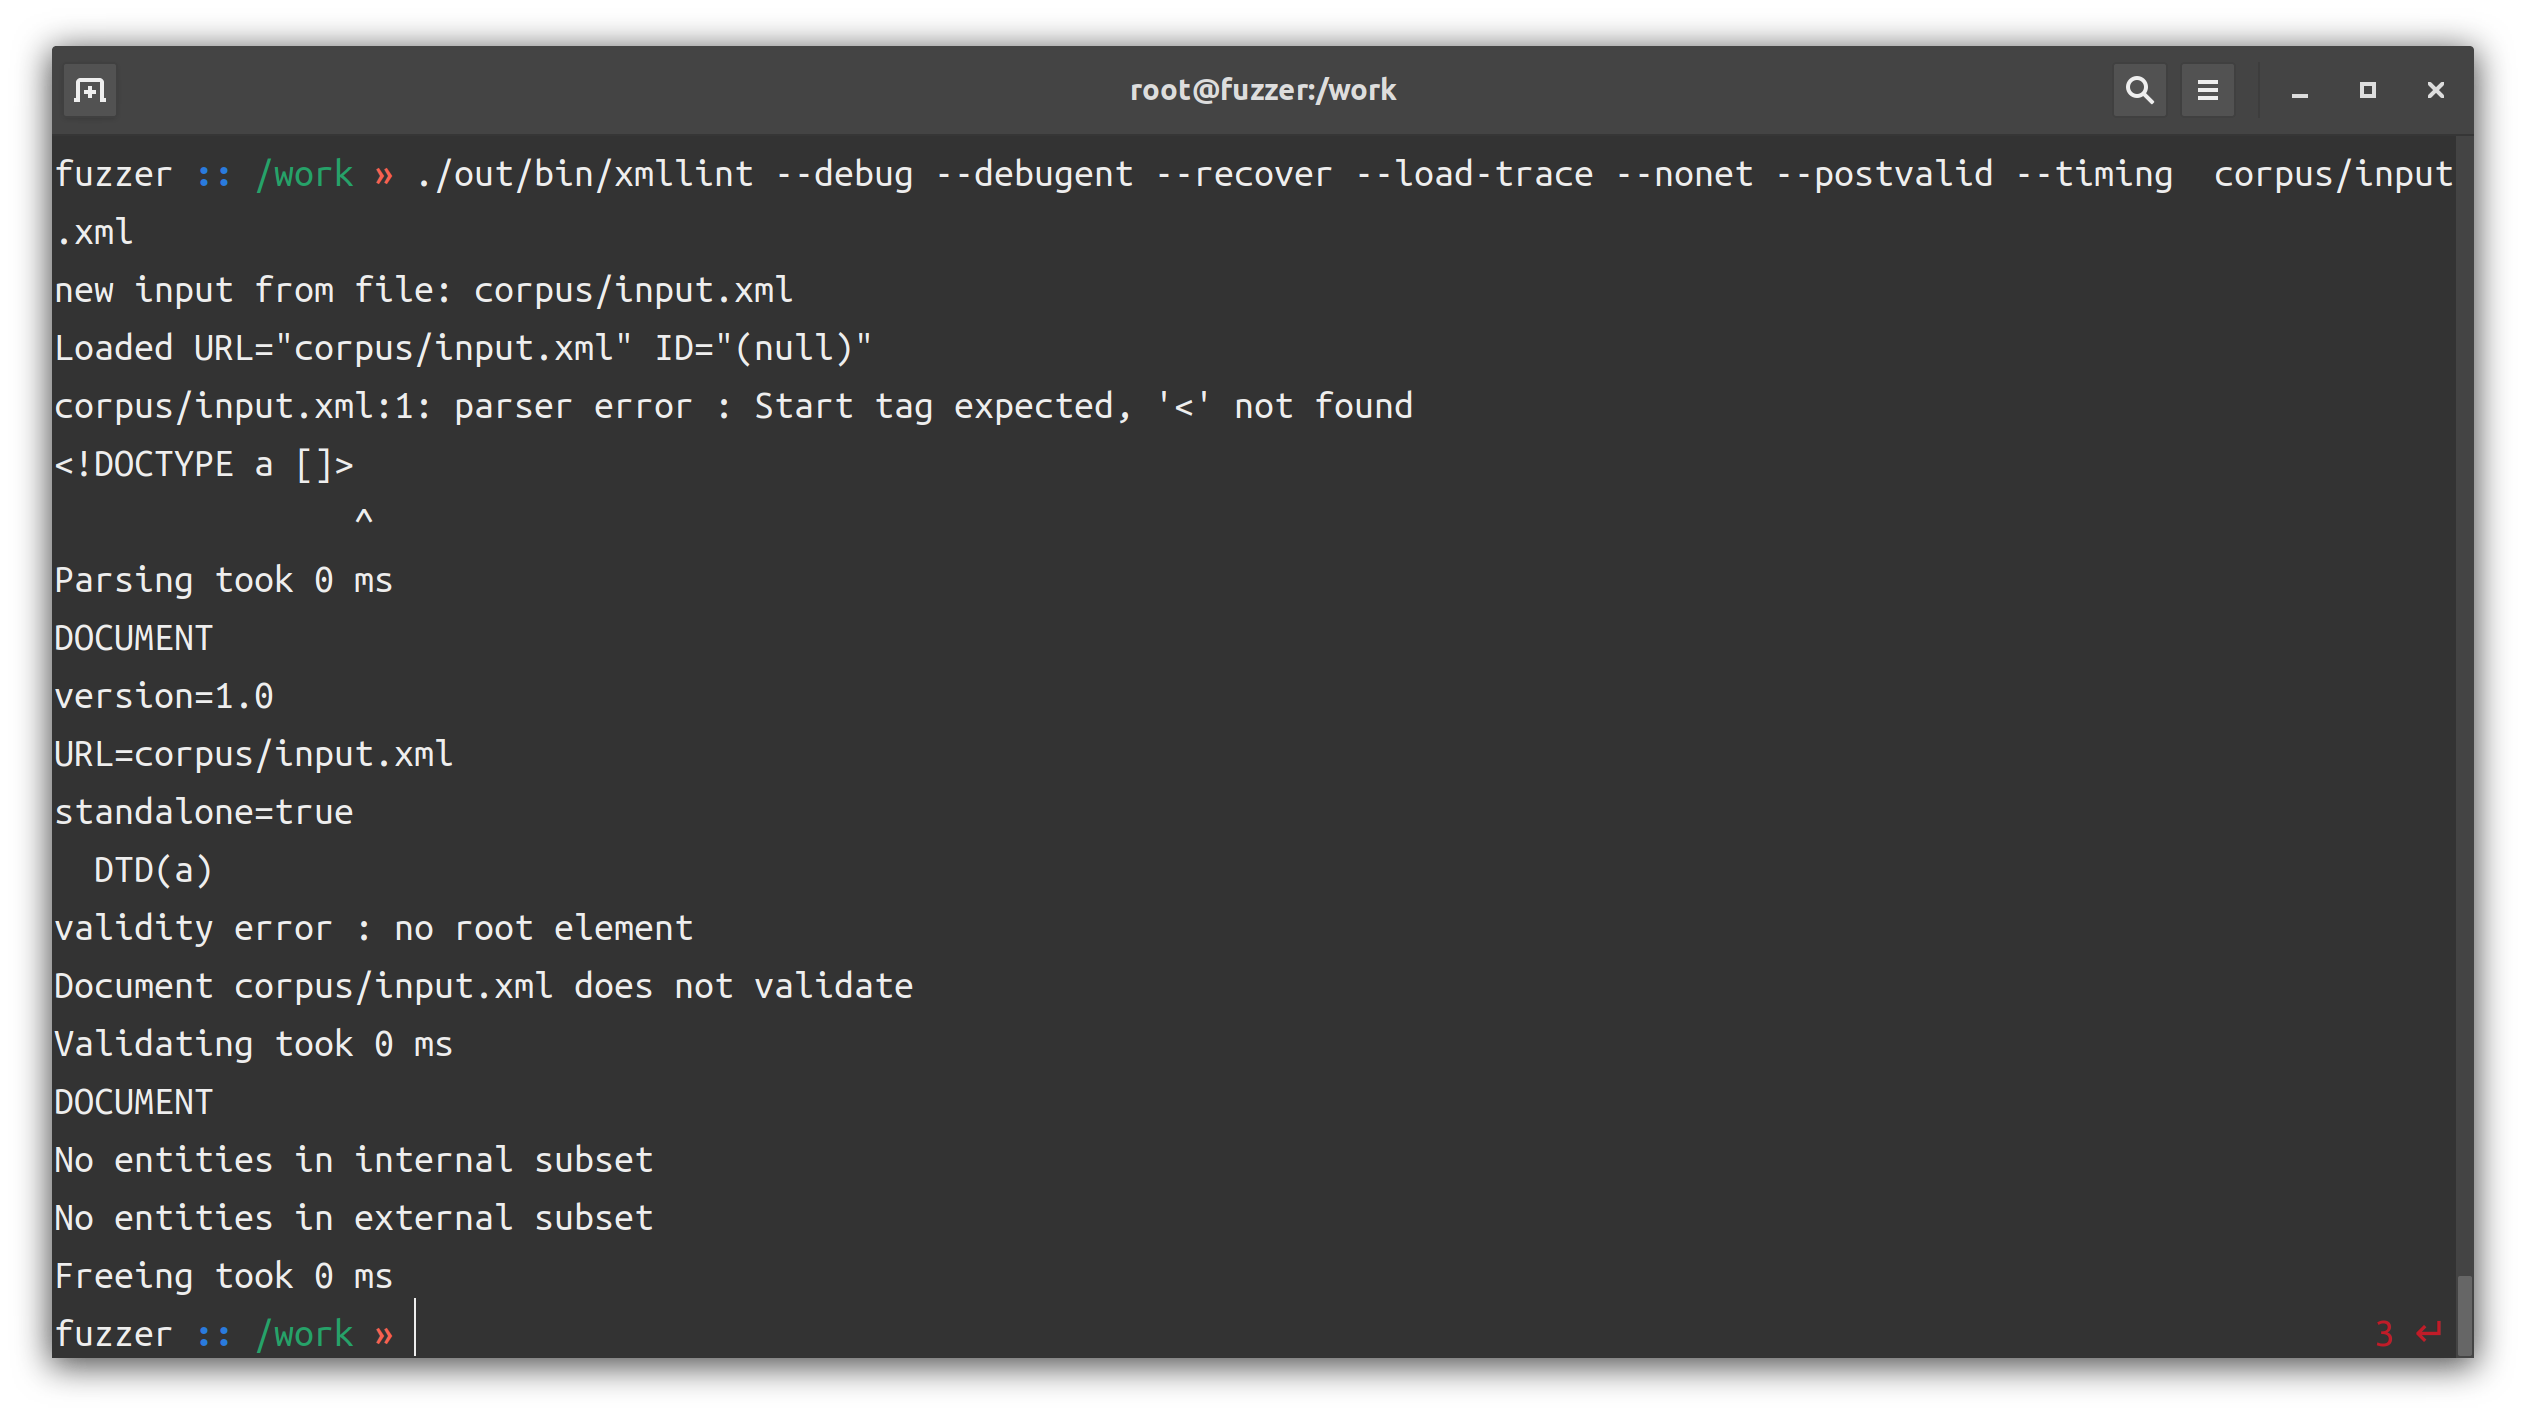 root@fuzzer:/work
fuzzer :: /work » ./out/bin/xmllint --debug --debugent --recover --load-trace --nonet --postvalid --timing  corpus/input
.xml
new input from file: corpus/input.xml
Loaded URL="corpus/input.xml" ID="(null)"
corpus/input.xml:1: parser error : Start tag expected, '<' not found
<!DOCTYPE a []>
               ^
Parsing took 0 ms
DOCUMENT
version=1.0
URL=corpus/input.xml
standalone=true
  DTD(a)
validity error : no root element
Document corpus/input.xml does not validate
Validating took 0 ms
DOCUMENT
No entities in internal subset
No entities in external subset
Freeing took 0 ms
fuzzer :: /work » 3 ↵